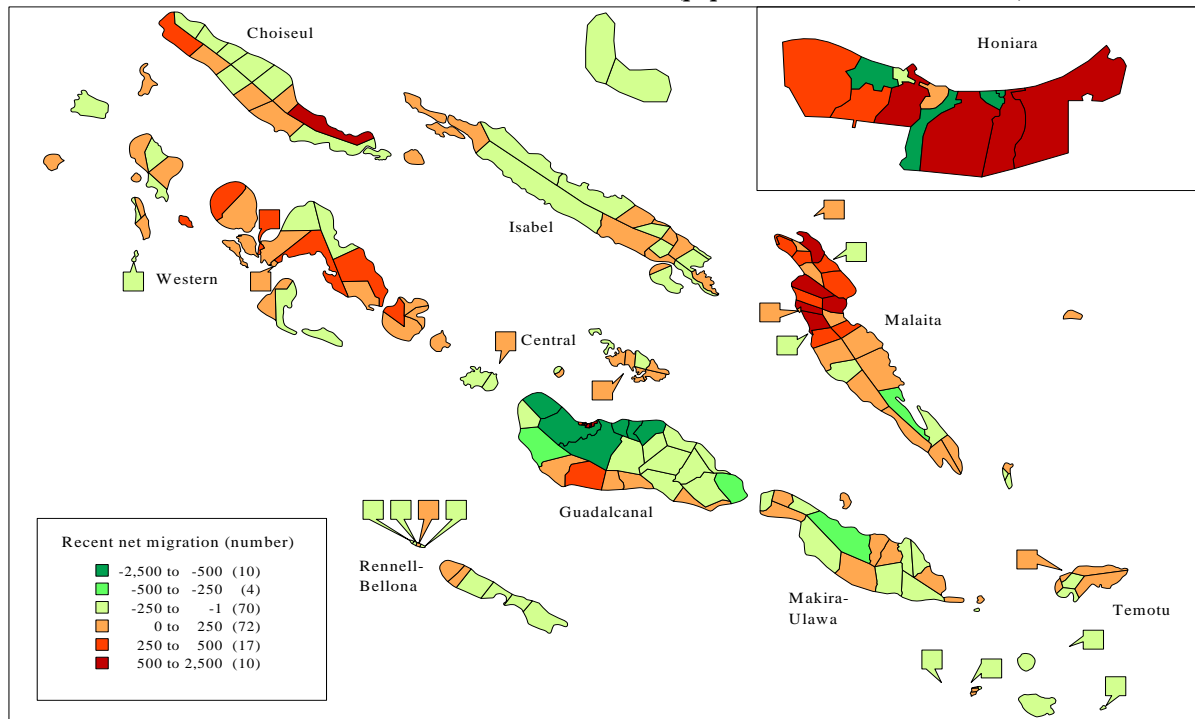 Choiseul
Honiara
Isabel
Western
Malaita
Central
Guadalcanal
Recent net migration (number)
-2,500 to -500 (10)
-500 to -250 (4)
-250 to -1 (70)
0 to 250 (72)
250 to 500 (17)
500 to 2,500 (10)
Rennell-
Bellona
Makira-
Ulawa
Temotu